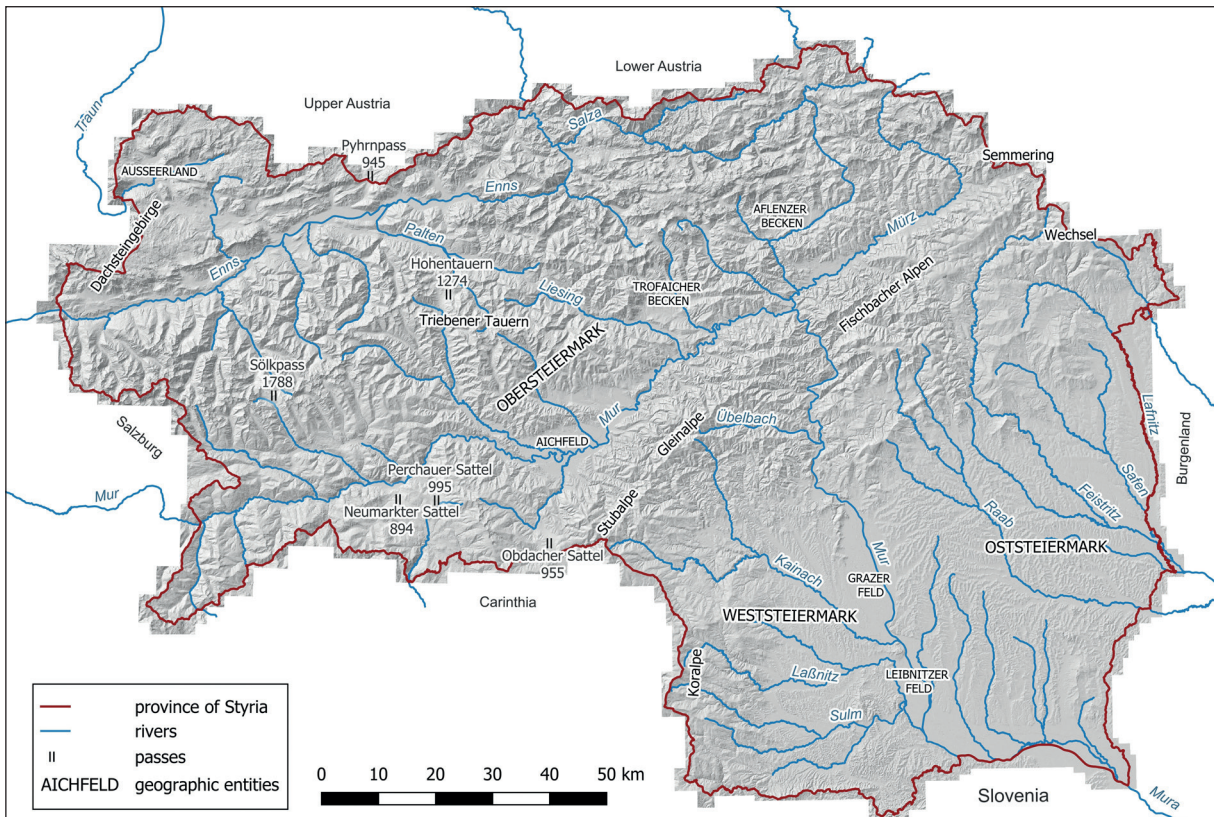 Lower Austria
Upper Austria
Traun
Salza
Pyhrnpass
945
Semmering
AUSSEERLAND
Enns
AFLENZER
BECKEN
Mürz
Dachsteingebirge
Palten
Wechsel
Enns
Hohentauern
1274
TROFAICHER
BECKEN
Liesing
Fischbacher Alpen
Triebener Tauern
OBERSTEIERMARK
Sölkpass
1788
Lafnitz
Salzburg
Mur
Gleinalpe
Übelbach
Burgenland
AICHFELD
Safen
Mur
Perchauer Sattel
995
Neumarkter Sattel
894
Stubalpe
Feistritz
Raab
Obdacher Sattel
955
Mur
OSTSTEIERMARK
Kainach
GRAZER
FELD
Carinthia
WESTSTEIERMARK
Koralpe
Laßnitz
LEIBNITZER
FELD
Sulm
province of Styria
rivers
passes
AICHFELD geographic entities
0 10 20 30 40 50 km
Slovenia
Mura